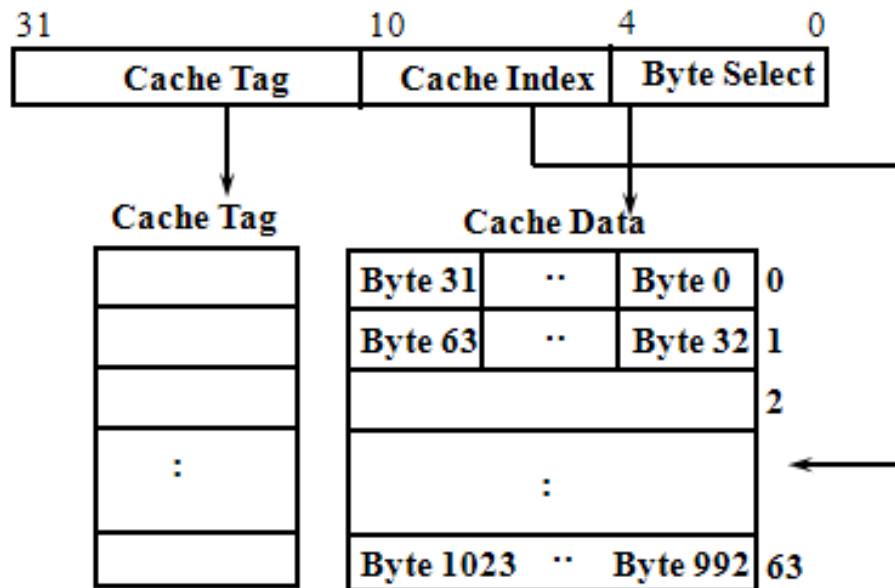 31 10 4 0
Cache Tag Cache Index Byte Select
Cache Tag Cache Data
Byte 31 ·· Byte 0 0
Byte 63 ·· Byte 32 1
2
: :
Byte 1023 ·· Byte 992 63